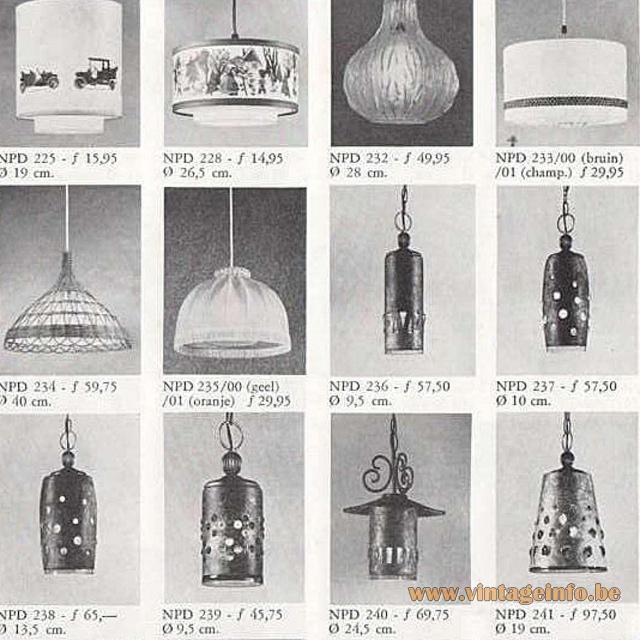 NPD 225 - f 15,95
Ø 19 cm.
NPD 228 - f 14,95
Ø 26,5 cm.
NPD 232 - f 49,95
Ø 28 cm.
NPD 233/00 (bruin)
/01 (champ.) f 29,95
NPD 234 - f 59,75
Ø 40 cm.
NPD 235/00 (geel)
/01 (oranje) f 29,95
NPD 236 - f 57,50
Ø 9,5 cm.
NPD 237 - f 57,50
Ø 10 cm.
NPD 238 - f 65,—
Ø 13,5 cm.
NPD 239 - f 45,75
Ø 9,5 cm.
NPD 240 - f 69,75
Ø 24,5 cm.
NPD 241 - f 97,50
Ø 19 cm.
www.vintageinfo.be